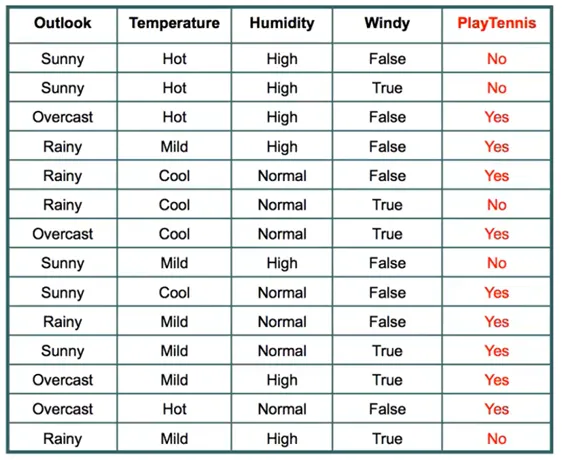 Outlook Temperature Humidity Windy PlayTennis
Sunny Hot High False No
Sunny Hot High True No
Overcast Hot High False Yes
Rainy Mild High False Yes
Rainy Cool Normal False Yes
Rainy Cool Normal True No
Overcast Cool Normal True Yes
Sunny Mild High False No
Sunny Cool Normal False Yes
Rainy Mild Normal False Yes
Sunny Mild Normal True Yes
Overcast Mild High True Yes
Overcast Hot Normal False Yes
Rainy Mild High True No